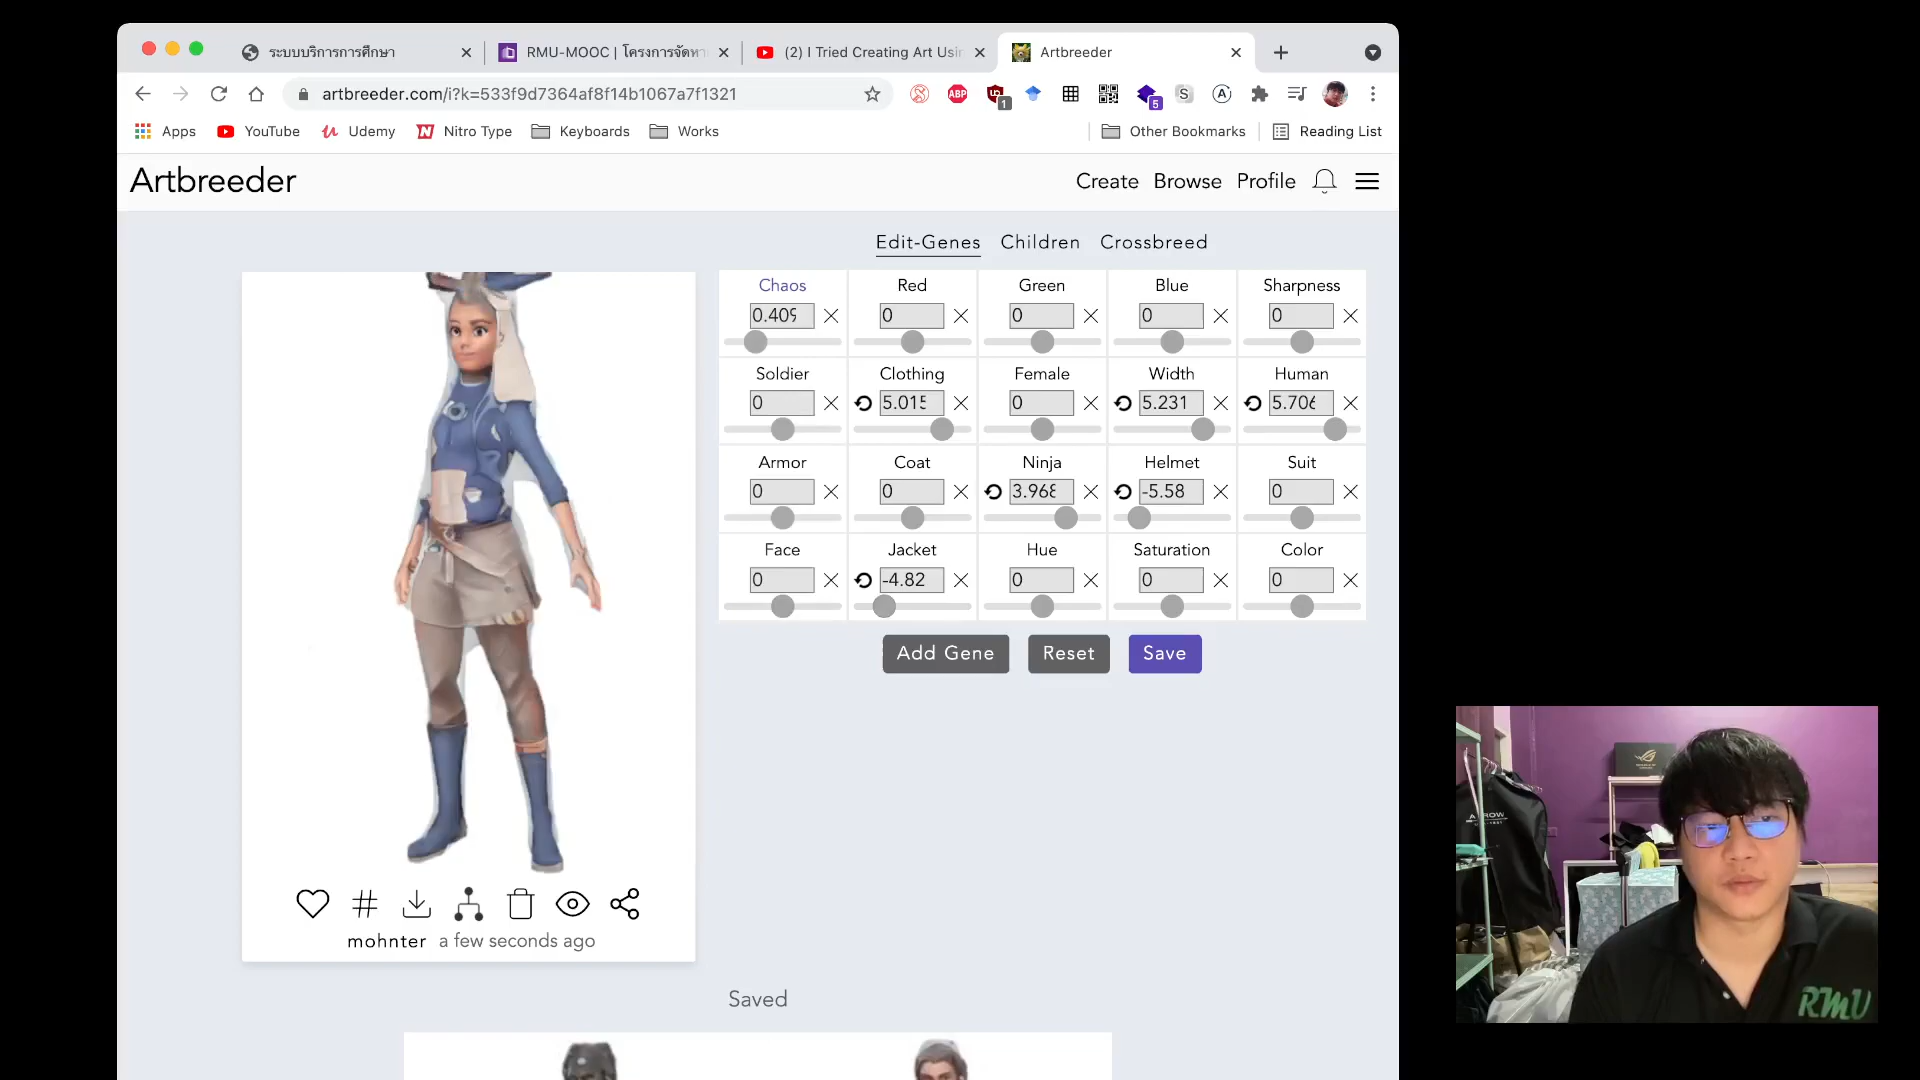 ระบบบริการการศึกษา
RMU-MOOC | โครงการจัดหา
(2) I Tried Creating Art Usin
Artbreeder
artbreeder.com/i?k=533f9d7364af8f14b1067a7f1321
ABP
1
5
S
A
Apps
YouTube
Udemy
Nitro Type
Keyboards
Works
Other Bookmarks
Reading List
Artbreeder
Create Browse Profile
Edit-Genes Children Crossbreed
Chaos Red Green Blue Sharpness
0.409 0 0 0 0
Soldier Clothing Female Width Human
0 5.015 0 5.231 5.706
Armor Coat Ninja Helmet Suit
0 0 3.968 -5.58 0
Face Jacket Hue Saturation Color
0 -4.82 0 0 0
Add Gene Reset Save
mohnter a few seconds ago
Saved
RMU